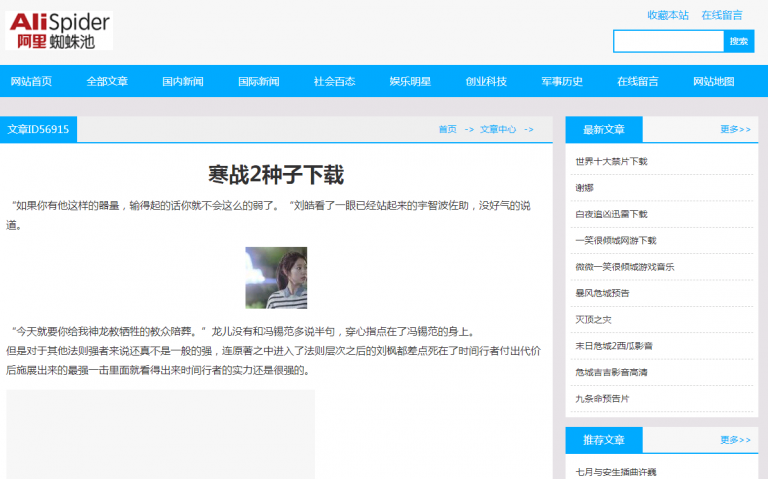 AliSpider
阿里 蜘蛛池
收藏本站 在线留言
搜索
网站首页 全部文章 国内新闻 国际新闻 社会百态 娱乐明星 创业科技 军事历史 在线留言 网站地图
文章ID56915
首页 -> 文章中心 ->
寒战2种子下载
“如果你有他这样的器量，输得起的话你就不会这么的弱了。“刘皓看了一眼已经站起来的宇智波佐助，没好气的说
道。
“今天就要你给我神龙教牺牲的教众陪葬。”龙儿没有和冯锡范多说半句，穿心指点在了冯锡范的身上。
但是对于其他法则强者来说还真不是一般的强，连原著之中进入了法则层次之后的刘枫都差点死在了时间行者付出代价
后施展出来的最强一击里面就看得出来时间行者的实力还是很强的。
最新文章 更多>>
世界十大禁片下载
谢娜
白夜追凶迅雷下载
一笑很倾城网游下载
微微一笑很倾城游戏音乐
暴风危城预告
灭顶之灾
末日危城2西瓜影音
危城吉吉影音高清
九条命预告片
推荐文章 更多>>
七月与安生插曲许巍